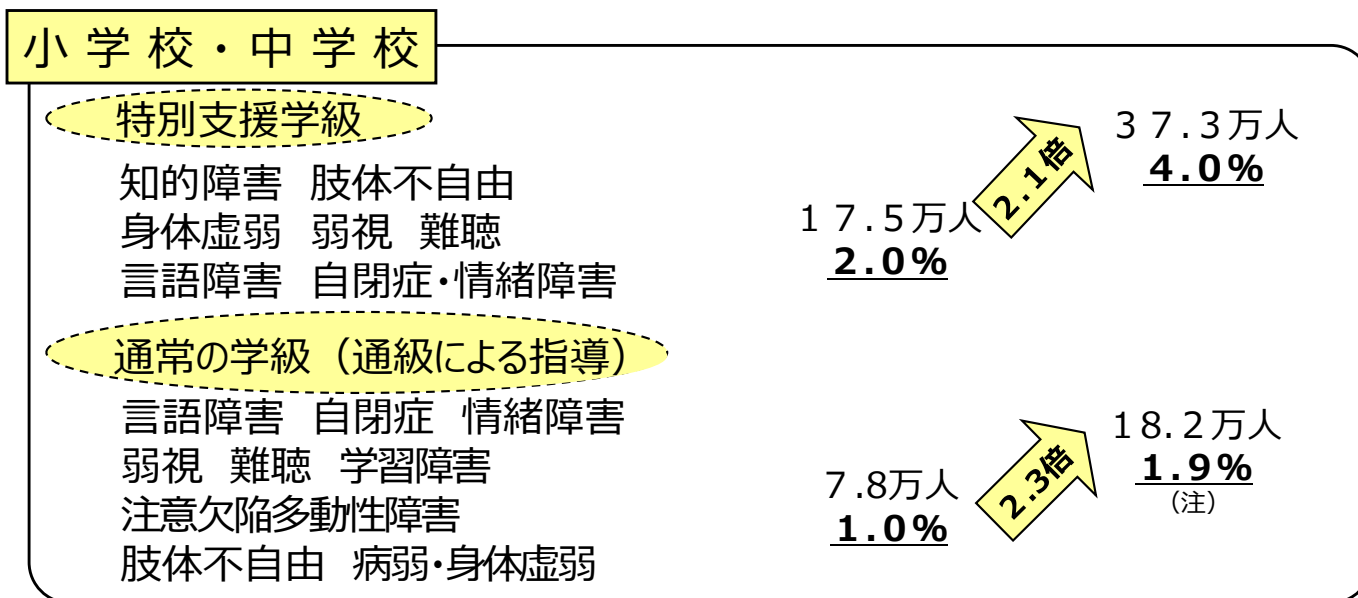 小学校・中学校
特別支援学級
知的障害 肢体不自由
身体虚弱 弱視 難聴
言語障害 自閉症・情緒障害
17.5万人
2.0%
2.1倍
37.3万人
4.0%
通常の学級（通級による指導）
言語障害 自閉症 情緒障害
弱視 難聴 学習障害
注意欠陥多動性障害
肢体不自由 病弱・身体虚弱
7.8万人
1.0%
2.3倍
18.2万人
1.9%
（注）